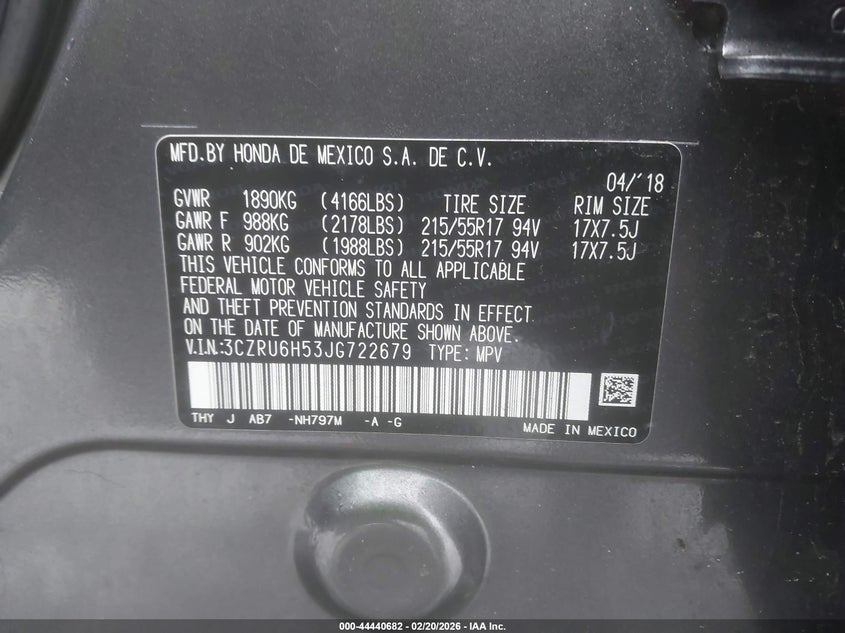 MFD.BY HONDA DE MEXICO S.A. DE C.V.
04/'18
GVWR 1890KG (4166LBS) TIRE SIZE RIM SIZE
GAWR F 988KG (2178LBS) 215/55R17 94V 17X7.5J
GAWR R 902KG (1988LBS) 215/55R17 94V 17X7.5J
THIS VEHICLE CONFORMS TO ALL APPLICABLE
FEDERAL MOTOR VEHICLE SAFETY
AND THEFT PREVENTION STANDARDS IN EFFECT
ON THE DATE OF MANUFACTURE SHOWN ABOVE.
V.I.N:3CZRU6H53JG722679 TYPE: MPV
THY J AB7 -NH797M -A -G
MADE IN MEXICO
000-44440682 - 02/20/2026 - IAA Inc.